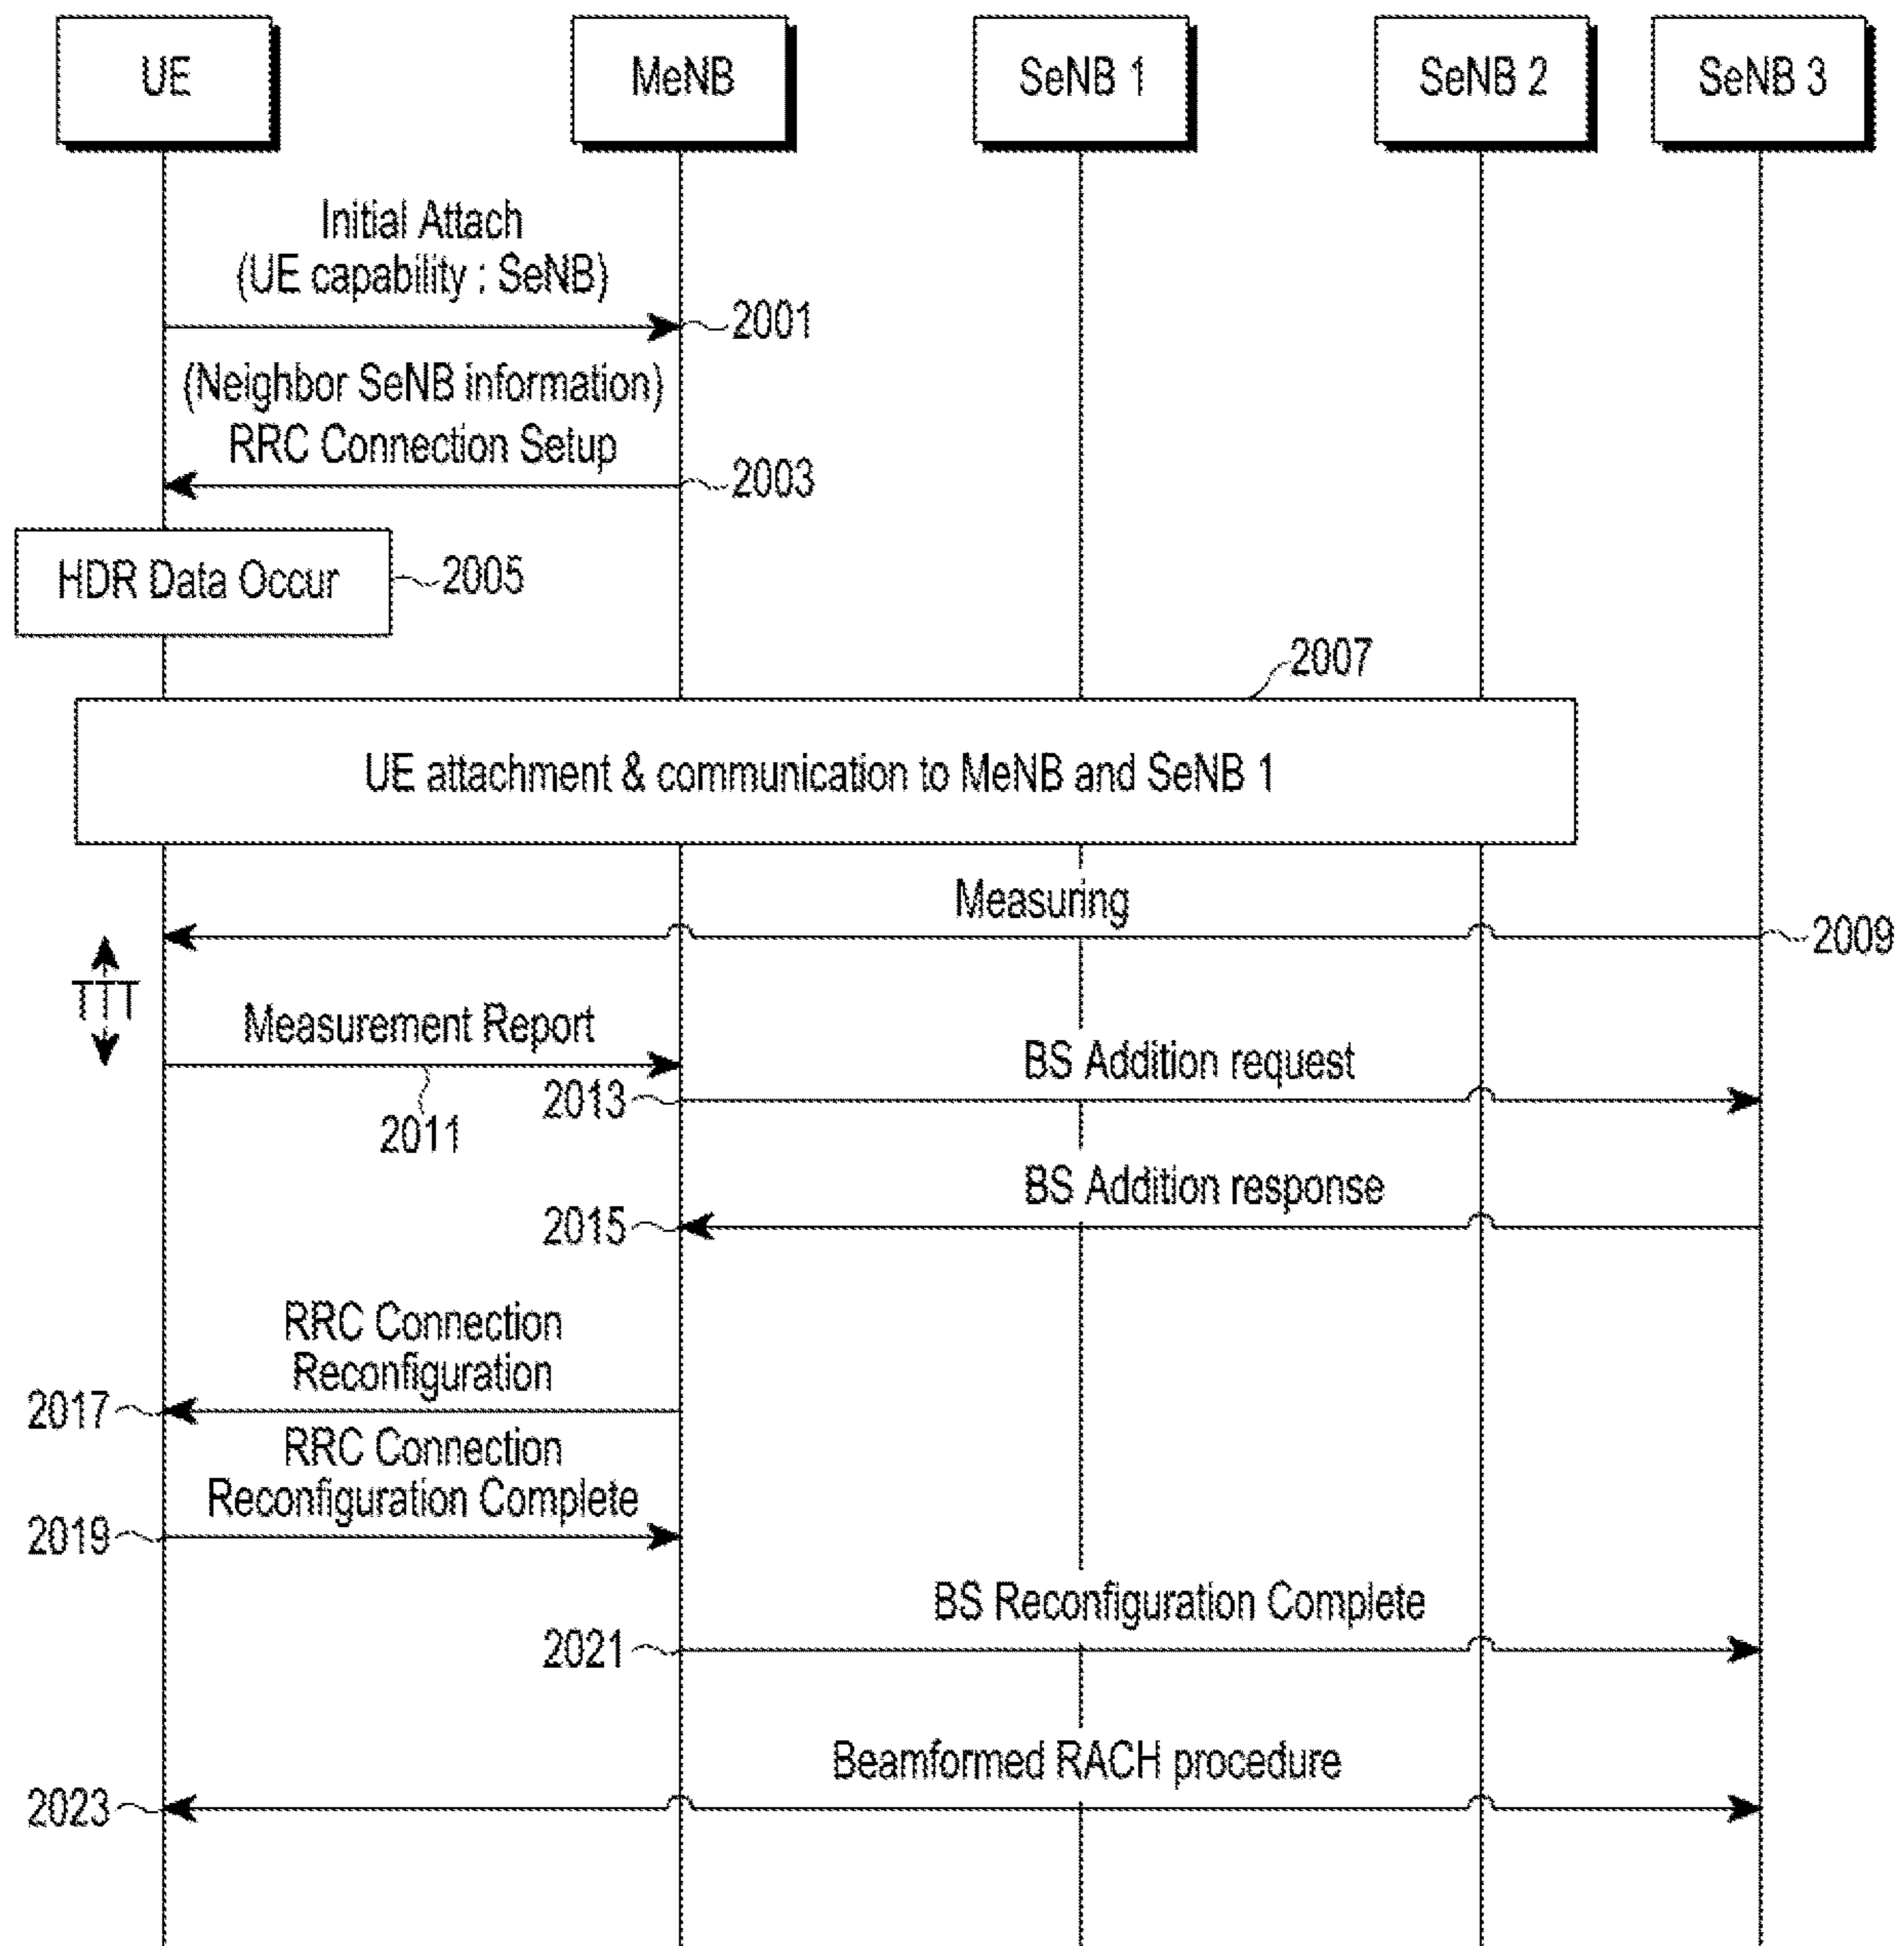 UE
MeNB
SeNB 1
SeNB 2
SeNB 3
Initial Attach
(UE capability : SeNB)
2001
(Neighbor SeNB information)
RRC Connection Setup
2003
HDR Data Occur
2005
2007
UE attachment & communication to MeNB and SeNB 1
Measuring
2009
TTT
Measurement Report
2011
BS Addition request
2013
BS Addition response
2015
RRC Connection
Reconfiguration
2017
RRC Connection
Reconfiguration Complete
2019
BS Reconfiguration Complete
2021
Beamformed RACH procedure
2023